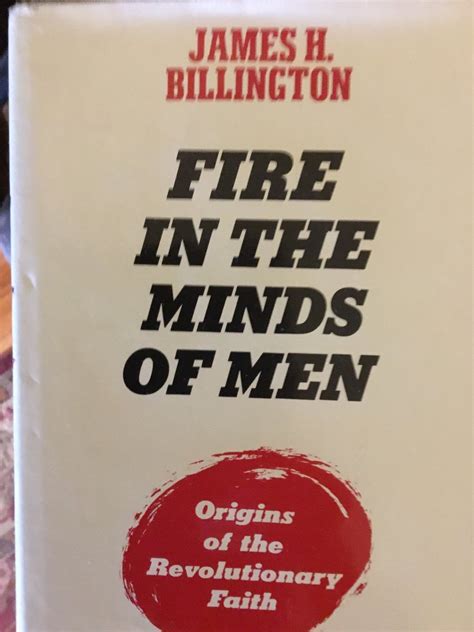 JAMES H.
BILLINGTON
FIRE
IN THE
MINDS
OF MEN
Origins
of the
Revolutionary
Faith